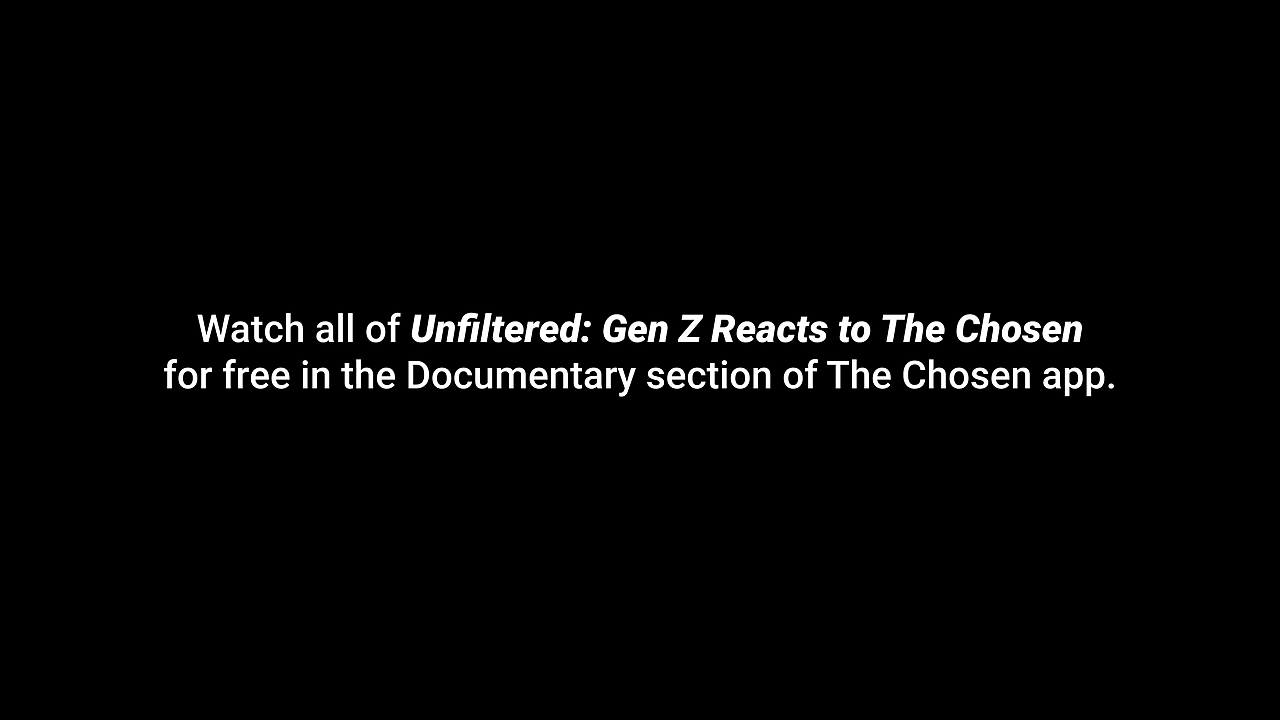 Watch all of Unfiltered: Gen Z Reacts to The Chosen
for free in the Documentary section of The Chosen app.